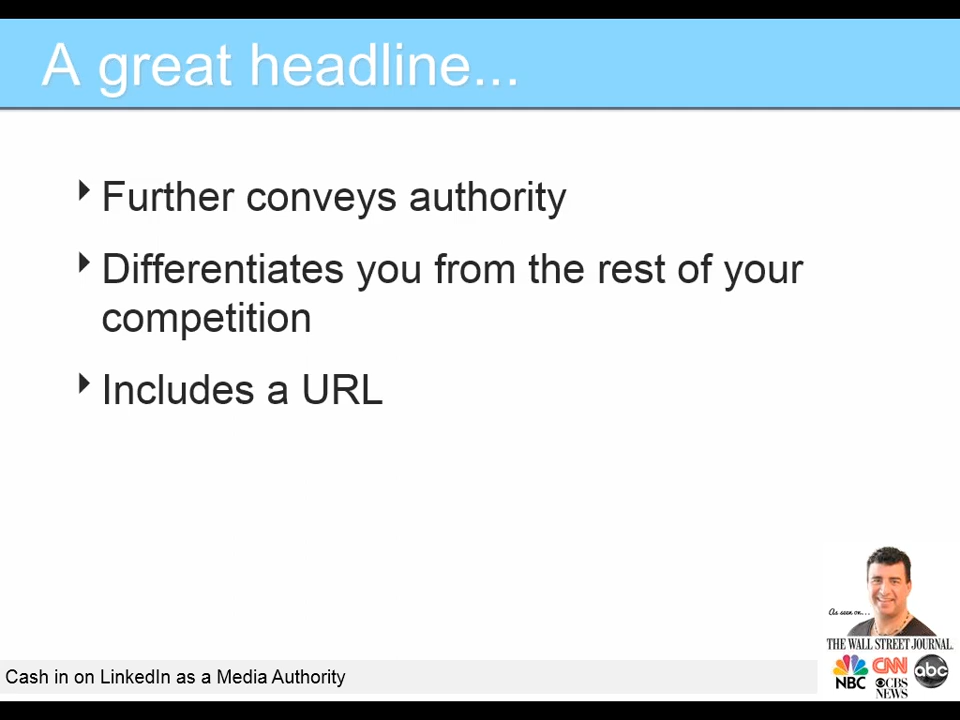 A great headline...
Further conveys authority
Differentiates you from the rest of your
competition
Includes a URL
As seen on...
THE WALL STREET JOURNAL.
NBC
CNN
CBS
NEWS
abc
Cash in on LinkedIn as a Media Authority